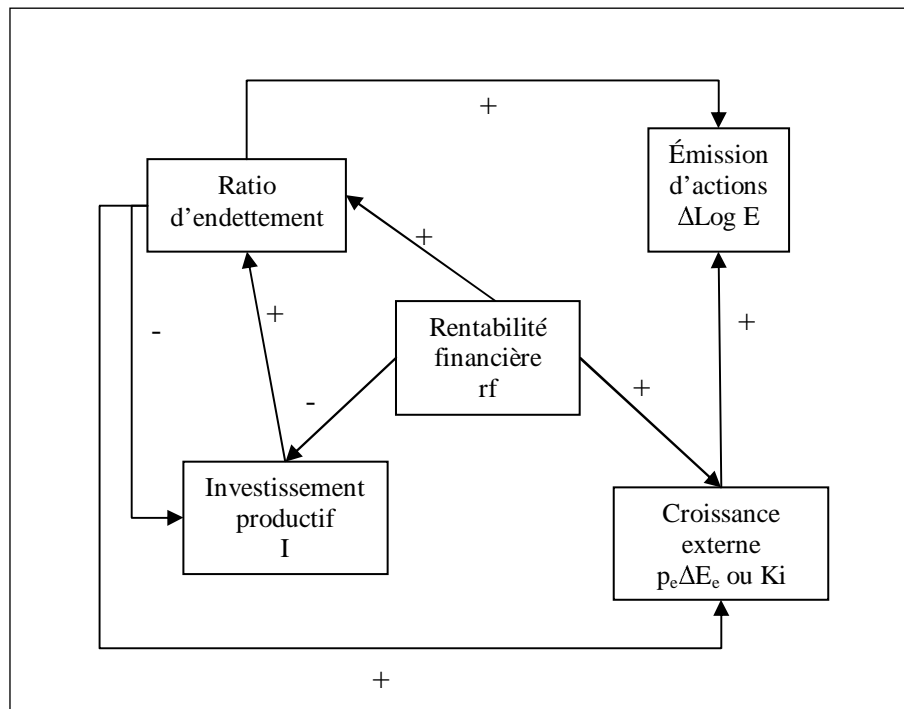 +
Émission
d'actions
ΔLog E
Ratio
d'endettement
+
+
+
-
Rentabilité
financière
rf
+
-
Investissement
productif
I
Croissance
externe
pₑΔEₑ ou Ki
+